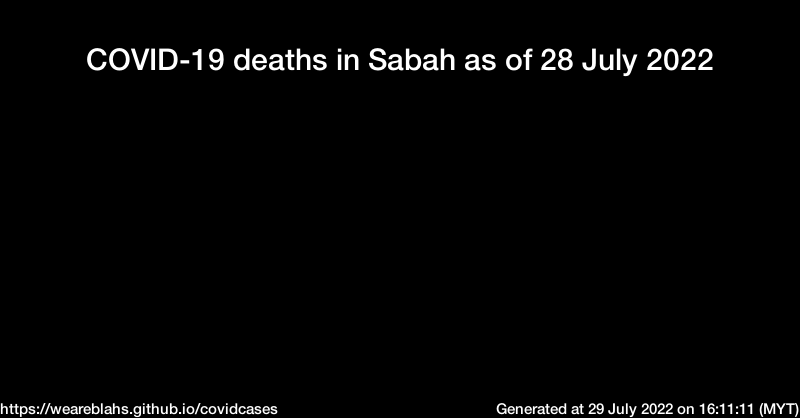 COVID-19 deaths in Sabah as of 28 July 2022
https://weareblahs.github.io/covidcases
Generated at 29 July 2022 on 16:11:11 (MYT)